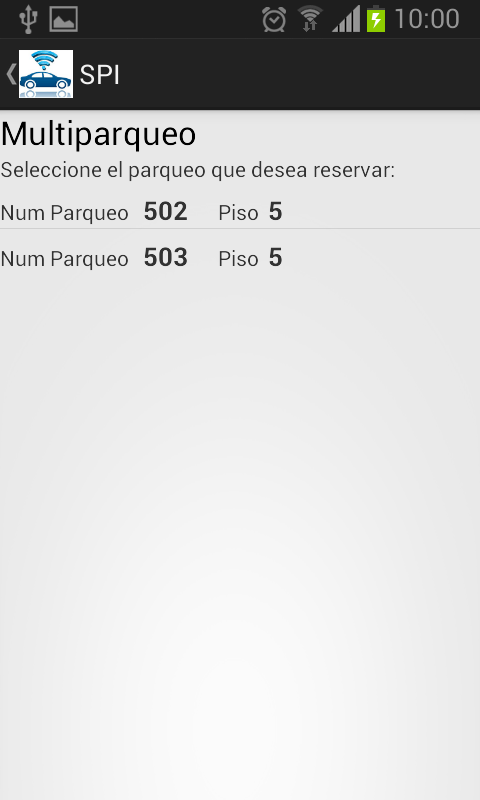 10:00
SPI
Multiparqueo
Seleccione el parqueo que desea reservar:
Num Parqueo 502 Piso 5
Num Parqueo 503 Piso 5